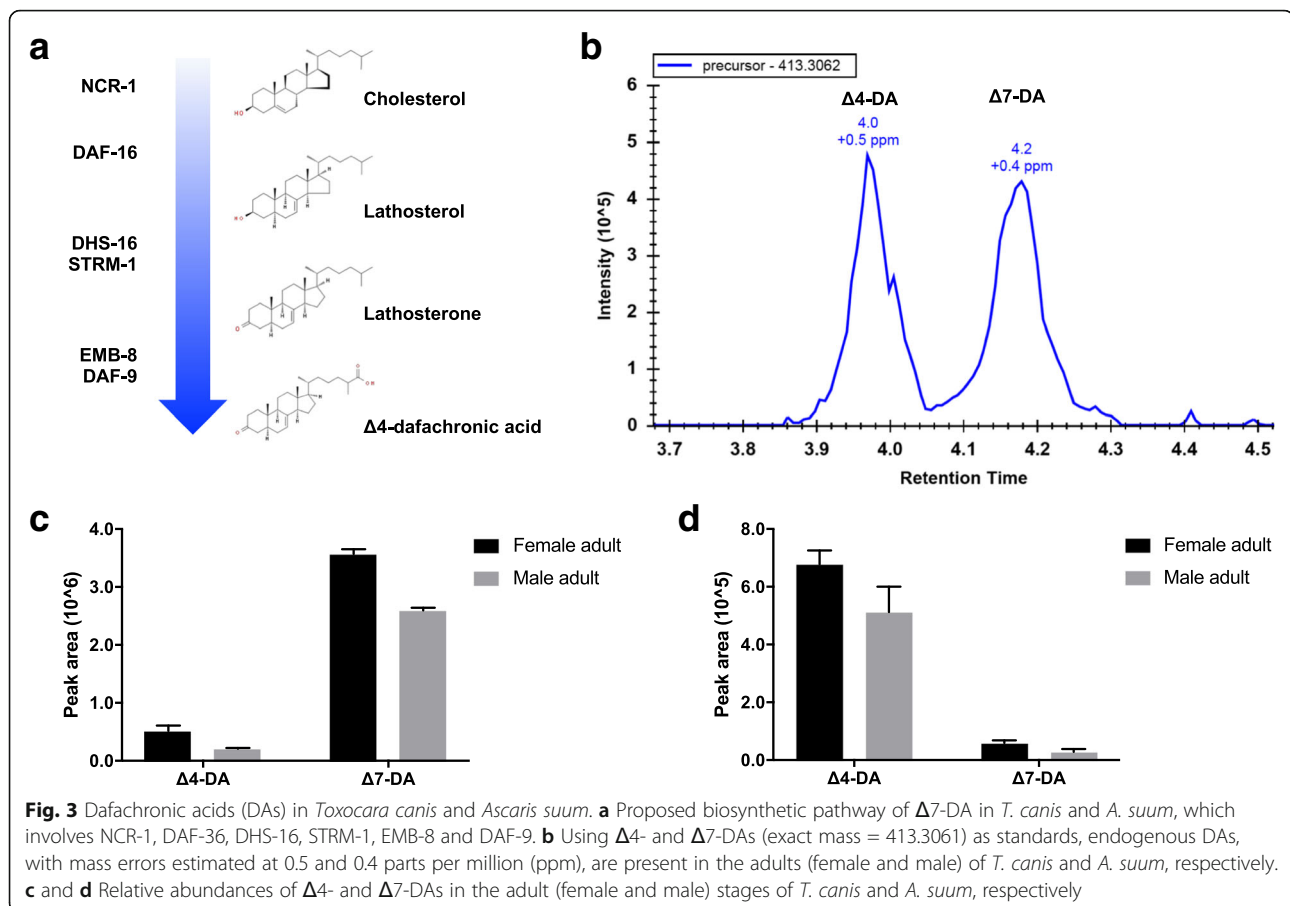 a
NCR-1
DAF-16
DHS-16
STRM-1
EMB-8
DAF-9
HO
Cholesterol
H
H
H
H
HO
Lathosterol
H
H
H
H
O
Lathosterone
O
O H
H
H
H
H
O
Δ4-dafachronic acid
b
precursor - 413.3062
Δ4-DA
Δ7-DA
4.0
+0.5 ppm
4.2
+0.4 ppm
Intensity (10^5)
6
5
4
3
2
1
0
3.7 3.8 3.9 4.0 4.1 4.2 4.3 4.4 4.5
Retention Time
c
Peak area (10^6)
4.0
3.0
2.0
1.0
0.0
Δ4-DA Δ7-DA
Female adult
Male adult
d
Peak area (10^5)
8.0
6.0
4.0
2.0
0.0
Δ4-DA Δ7-DA
Female adult
Male adult
Fig. 3 Dafachronic acids (DAs) in Toxocara canis and Ascaris suum. a Proposed biosynthetic pathway of Δ7-DA in T. canis and A. suum, which
involves NCR-1, DAF-36, DHS-16, STRM-1, EMB-8 and DAF-9. b Using Δ4- and Δ7-DAs (exact mass = 413.3061) as standards, endogenous DAs,
with mass errors estimated at 0.5 and 0.4 parts per million (ppm), are present in the adults (female and male) of T. canis and A. suum, respectively.
c and d Relative abundances of Δ4- and Δ7-DAs in the adult (female and male) stages of T. canis and A. suum, respectively